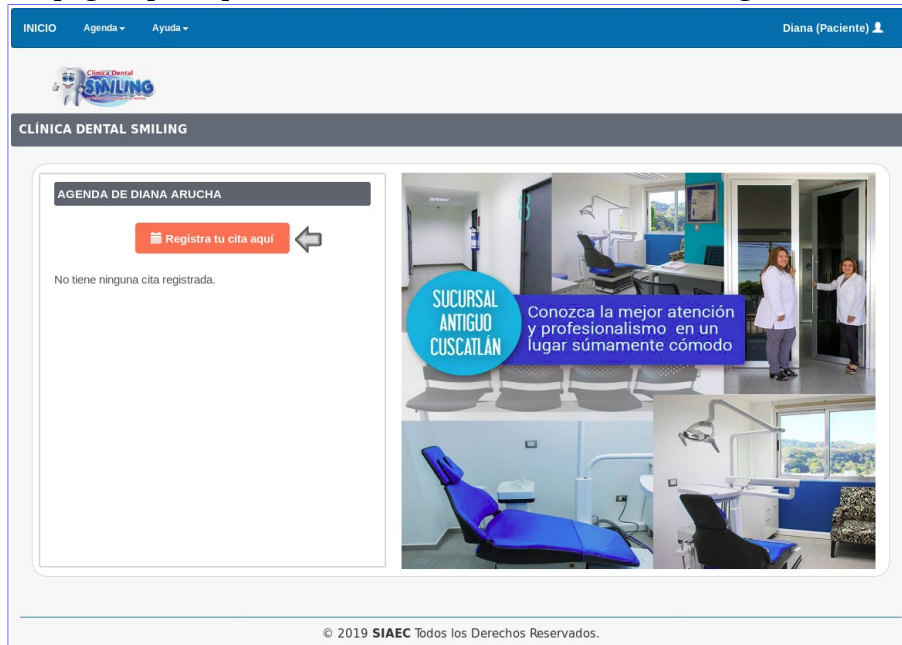 INICIO Agenda Ayuda Diana (Paciente)
Clínica Dental
SMILING
CLÍNICA DENTAL SMILING
AGENDA DE DIANA ARUCHA
Registra tu cita aquí
No tiene ninguna cita registrada.
SUCURSAL
ANTIGUO
CUSCATLÁN
Conozca la mejor atención
y profesionalismo en un
lugar súmamente cómodo
© 2019 SIAEC Todos los Derechos Reservados.